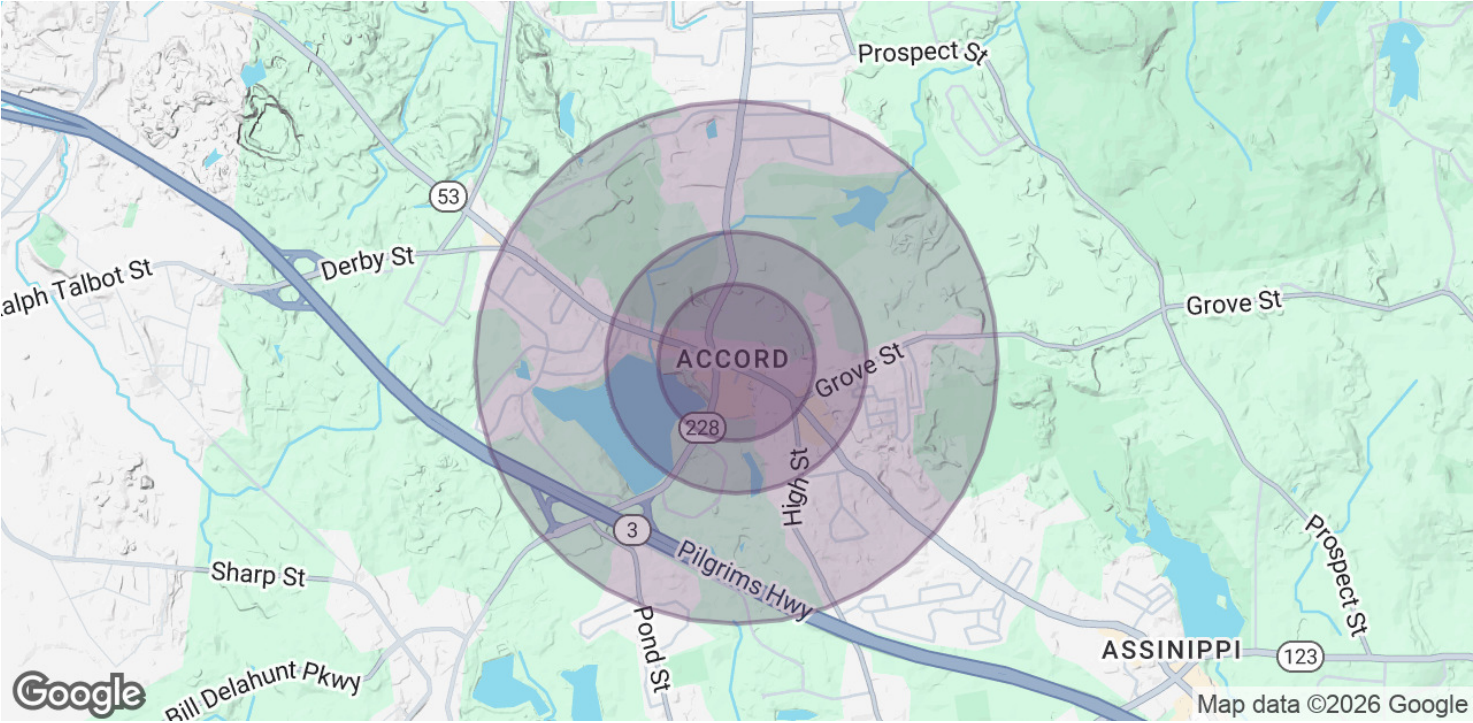 Prospect St
53
Derby St
Ralph Talbot St
Grove St
ACCORD
Grove St
228
High St
3
Pilgrims Hwy
Sharp St
Prospect St
Pond St
ASSINIPPI
123
Bill Delahunt Pkwy
Google
Map data ©2026 Google